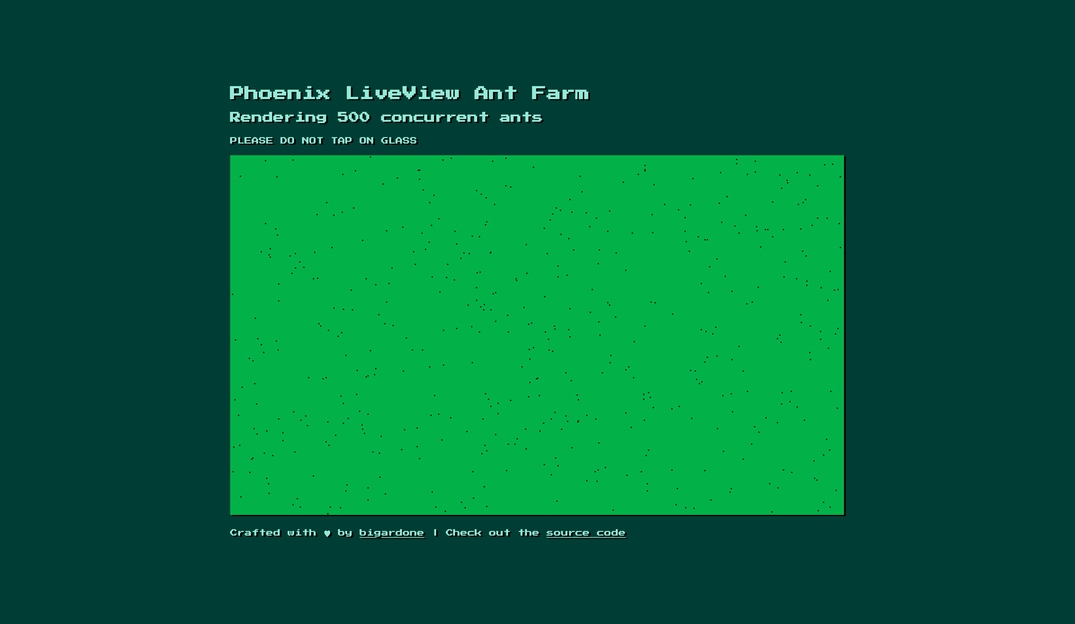 Phoenix LiveView Ant Farm
Rendering 500 concurrent ants
PLEASE DO NOT TAP ON GLASS
Crafted with ♥ by bigardone | Check out the source code